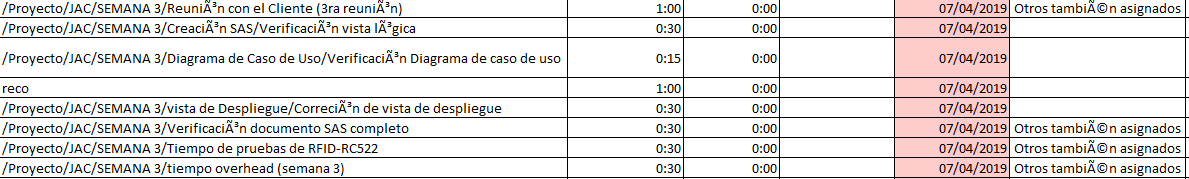 /Proyecto/JAC/SEMANA 3/ReuniÃ³n con el Cliente (3ra reuniÃ³n) 1:00 0:00 07/04/2019 Otros tambiÃ©n asignados
/Proyecto/JAC/SEMANA 3/CreaciÃ³n SAS/VerificaciÃ³n vista lÃ³gica 0:30 0:00 07/04/2019
/Proyecto/JAC/SEMANA 3/Diagrama de Caso de Uso/VerificaciÃ³n Diagrama de caso de uso 0:15 0:00 07/04/2019
reco 1:00 0:00 07/04/2019
/Proyecto/JAC/SEMANA 3/vista de Despliegue/CorreciÃ³n de vista de despliegue 0:30 0:00 07/04/2019
/Proyecto/JAC/SEMANA 3/VerificaciÃ³n documento SAS completo 0:30 0:00 07/04/2019 Otros tambiÃ©n asignados
/Proyecto/JAC/SEMANA 3/Tiempo de pruebas de RFID-RC522 0:30 0:00 07/04/2019 Otros tambiÃ©n asignados
/Proyecto/JAC/SEMANA 3/tiempo overhead (semana 3) 0:30 0:00 07/04/2019 Otros tambiÃ©n asignados